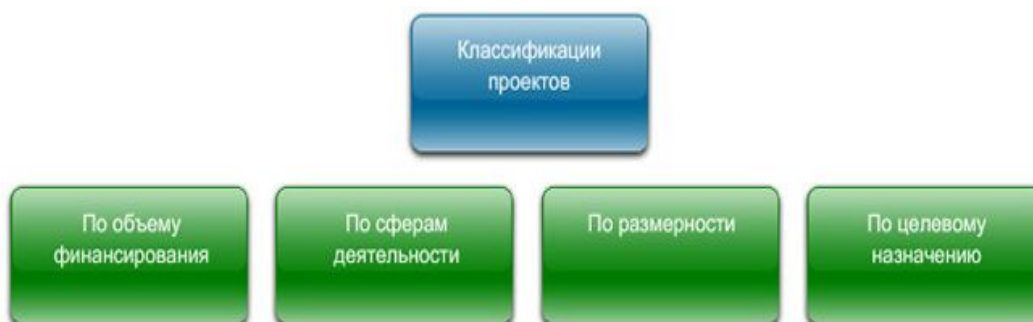 Классификации
проектов
По объему
финансирования
По сферам
деятельности
По размерности
По целевому
назначению